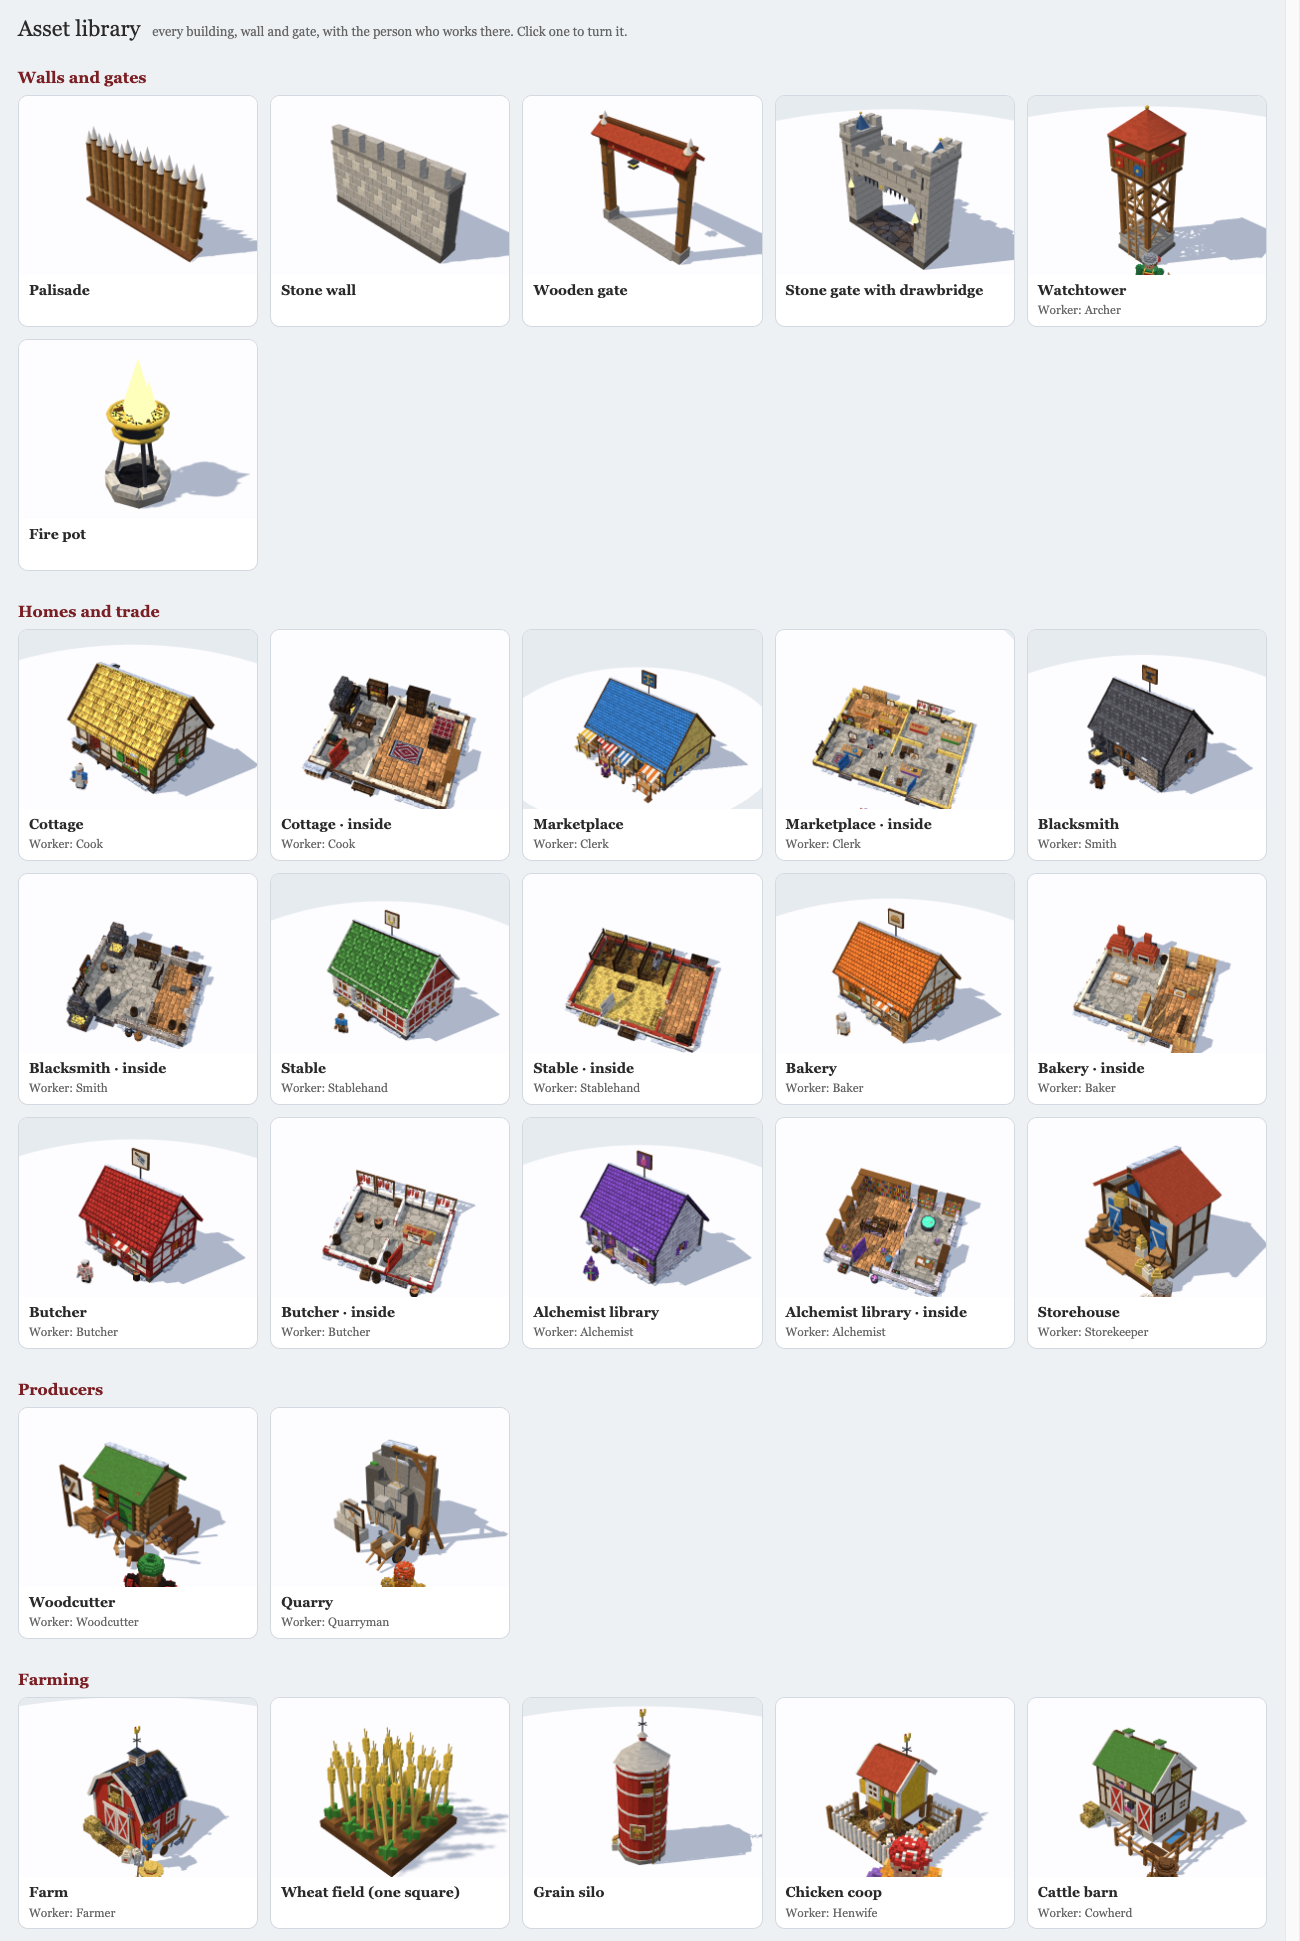 Asset library every building, wall and gate, with the person who works there. Click one to turn it.
Walls and gates
Palisade
Stone wall
Wooden gate
Stone gate with drawbridge
Watchtower
Worker: Archer
Fire pot
Homes and trade
Cottage
Worker: Cook
Cottage · inside
Worker: Cook
Marketplace
Worker: Clerk
Marketplace · inside
Worker: Clerk
Blacksmith
Worker: Smith
Blacksmith · inside
Worker: Smith
Stable
Worker: Stablehand
Stable · inside
Worker: Stablehand
Bakery
Worker: Baker
Bakery · inside
Worker: Baker
Butcher
Worker: Butcher
Butcher · inside
Worker: Butcher
Alchemist library
Worker: Alchemist
Alchemist library · inside
Worker: Alchemist
Storehouse
Worker: Storekeeper
Producers
Woodcutter
Worker: Woodcutter
Quarry
Worker: Quarryman
Farming
Farm
Worker: Farmer
Wheat field (one square)
Grain silo
Chicken coop
Worker: Henwife
Cattle barn
Worker: Cowherd